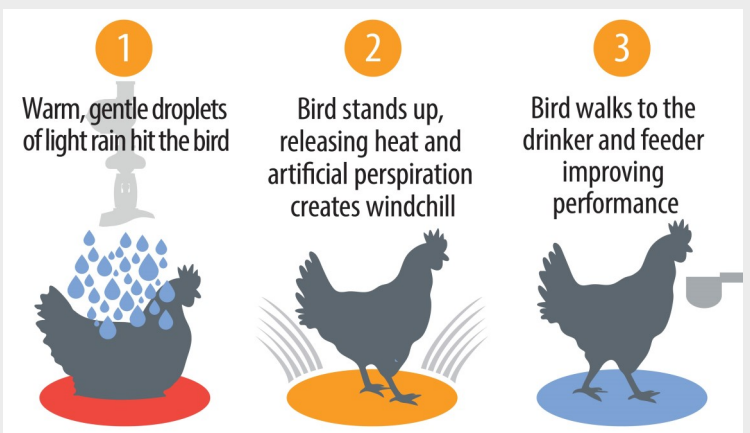 1
Warm, gentle droplets
of light rain hit the bird
2
Bird stands up,
releasing heat and
artificial perspiration
creates windchill
3
Bird walks to the
drinker and feeder
improving
performance